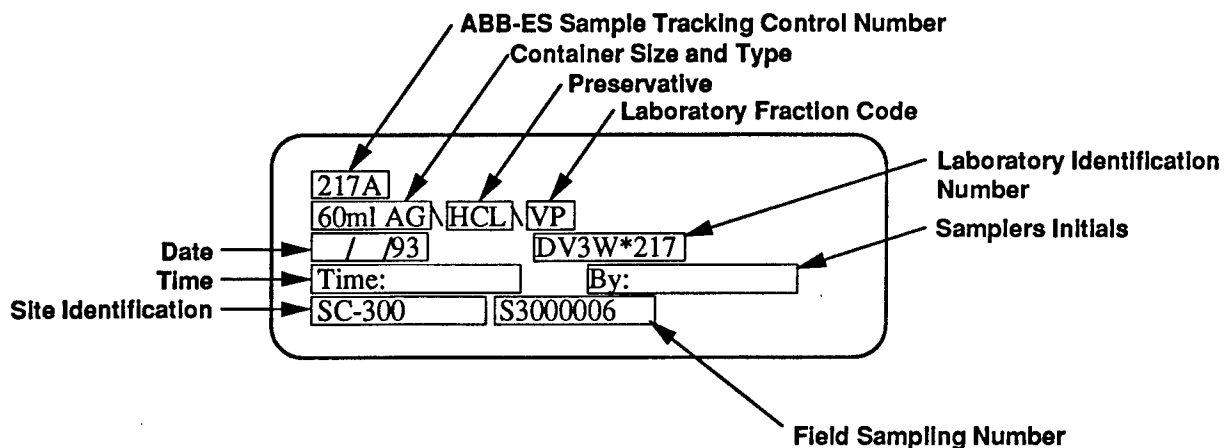 ABB-ES Sample Tracking Control Number
Container Size and Type
Preservative
Laboratory Fraction Code
Laboratory Identification
Number
217A
60ml AG\HCL\VP
Date
/ /93
DV3W*217
Samplers Initials
Time
Time:
By:
Site Identification
SC-300
S3000006
Field Sampling Number